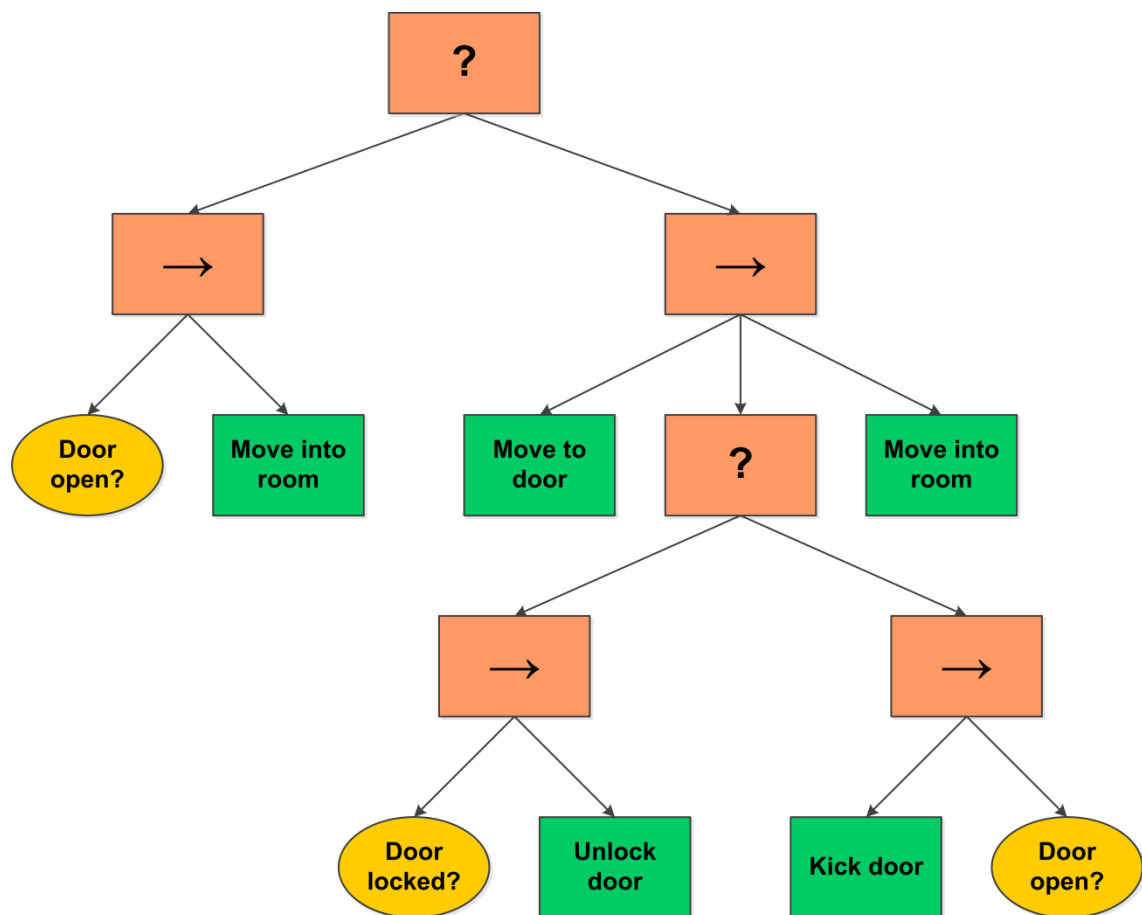 ?
→
→
Door
open?
Move into
room
Move to
door
?
Move into
room
→
→
Door
locked?
Unlock
door
Kick door
Door
open?